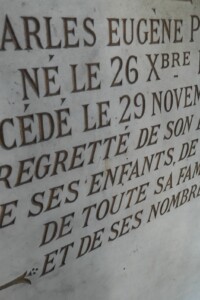 ARLES EUGÈNE P
NÉ LE 26 XBRE
CÉDÉ LE 29 NOVEM
REGRETTÉ DE SON
E SES ENFANTS, DE
DE TOUTE SA FAM
ET DE SES NOMBRE